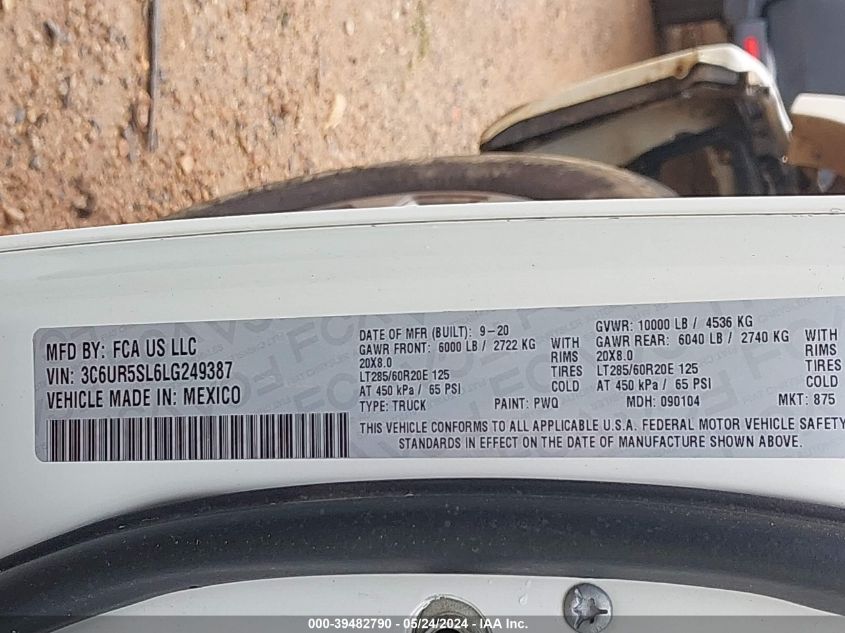 MFD BY: FCA US LLC
VIN: 3C6UR5SL6LG249387
VEHICLE MADE IN: MEXICO
DATE OF MFR (BUILT): 9-20
GAWR FRONT: 6000 LB / 2722 KG WITH
20X8.0 RIMS
LT285/60R20E 125 TIRES
AT 450 kPa / 65 PSI COLD
TYPE: TRUCK PAINT: PWQ
GVWR: 10000 LB / 4536 KG
GAWR REAR: 6040 LB / 2740 KG WITH
20X8.0 RIMS
LT285/60R20E 125 TIRES
AT 450 kPa / 65 PSI COLD
MDH: 090104 MKT: 875
THIS VEHICLE CONFORMS TO ALL APPLICABLE U.S.A. FEDERAL MOTOR VEHICLE SAFETY
STANDARDS IN EFFECT ON THE DATE OF MANUFACTURE SHOWN ABOVE.
000-39482790 - 05/24/2024 - IAA Inc.